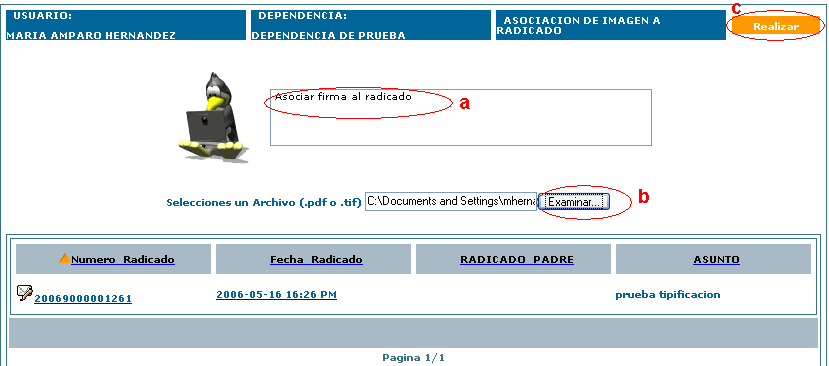 USUARIO:
MARIA AMPARO HERNANDEZ
DEPENDENCIA:
DEPENDENCIA DE PRUEBA
ASOCIACION DE IMAGEN A
RADICADO
c
Realizar
Asociar firma al radicado
a
Selecciones un Archivo (.pdf o .tif) C:\Documents and Settings\mherna Examinar...
b
Numero Radicado Fecha Radicado RADICADO PADRE ASUNTO
20069000001261 2006-05-16 16:26 PM prueba tipificacion
Pagina 1/1